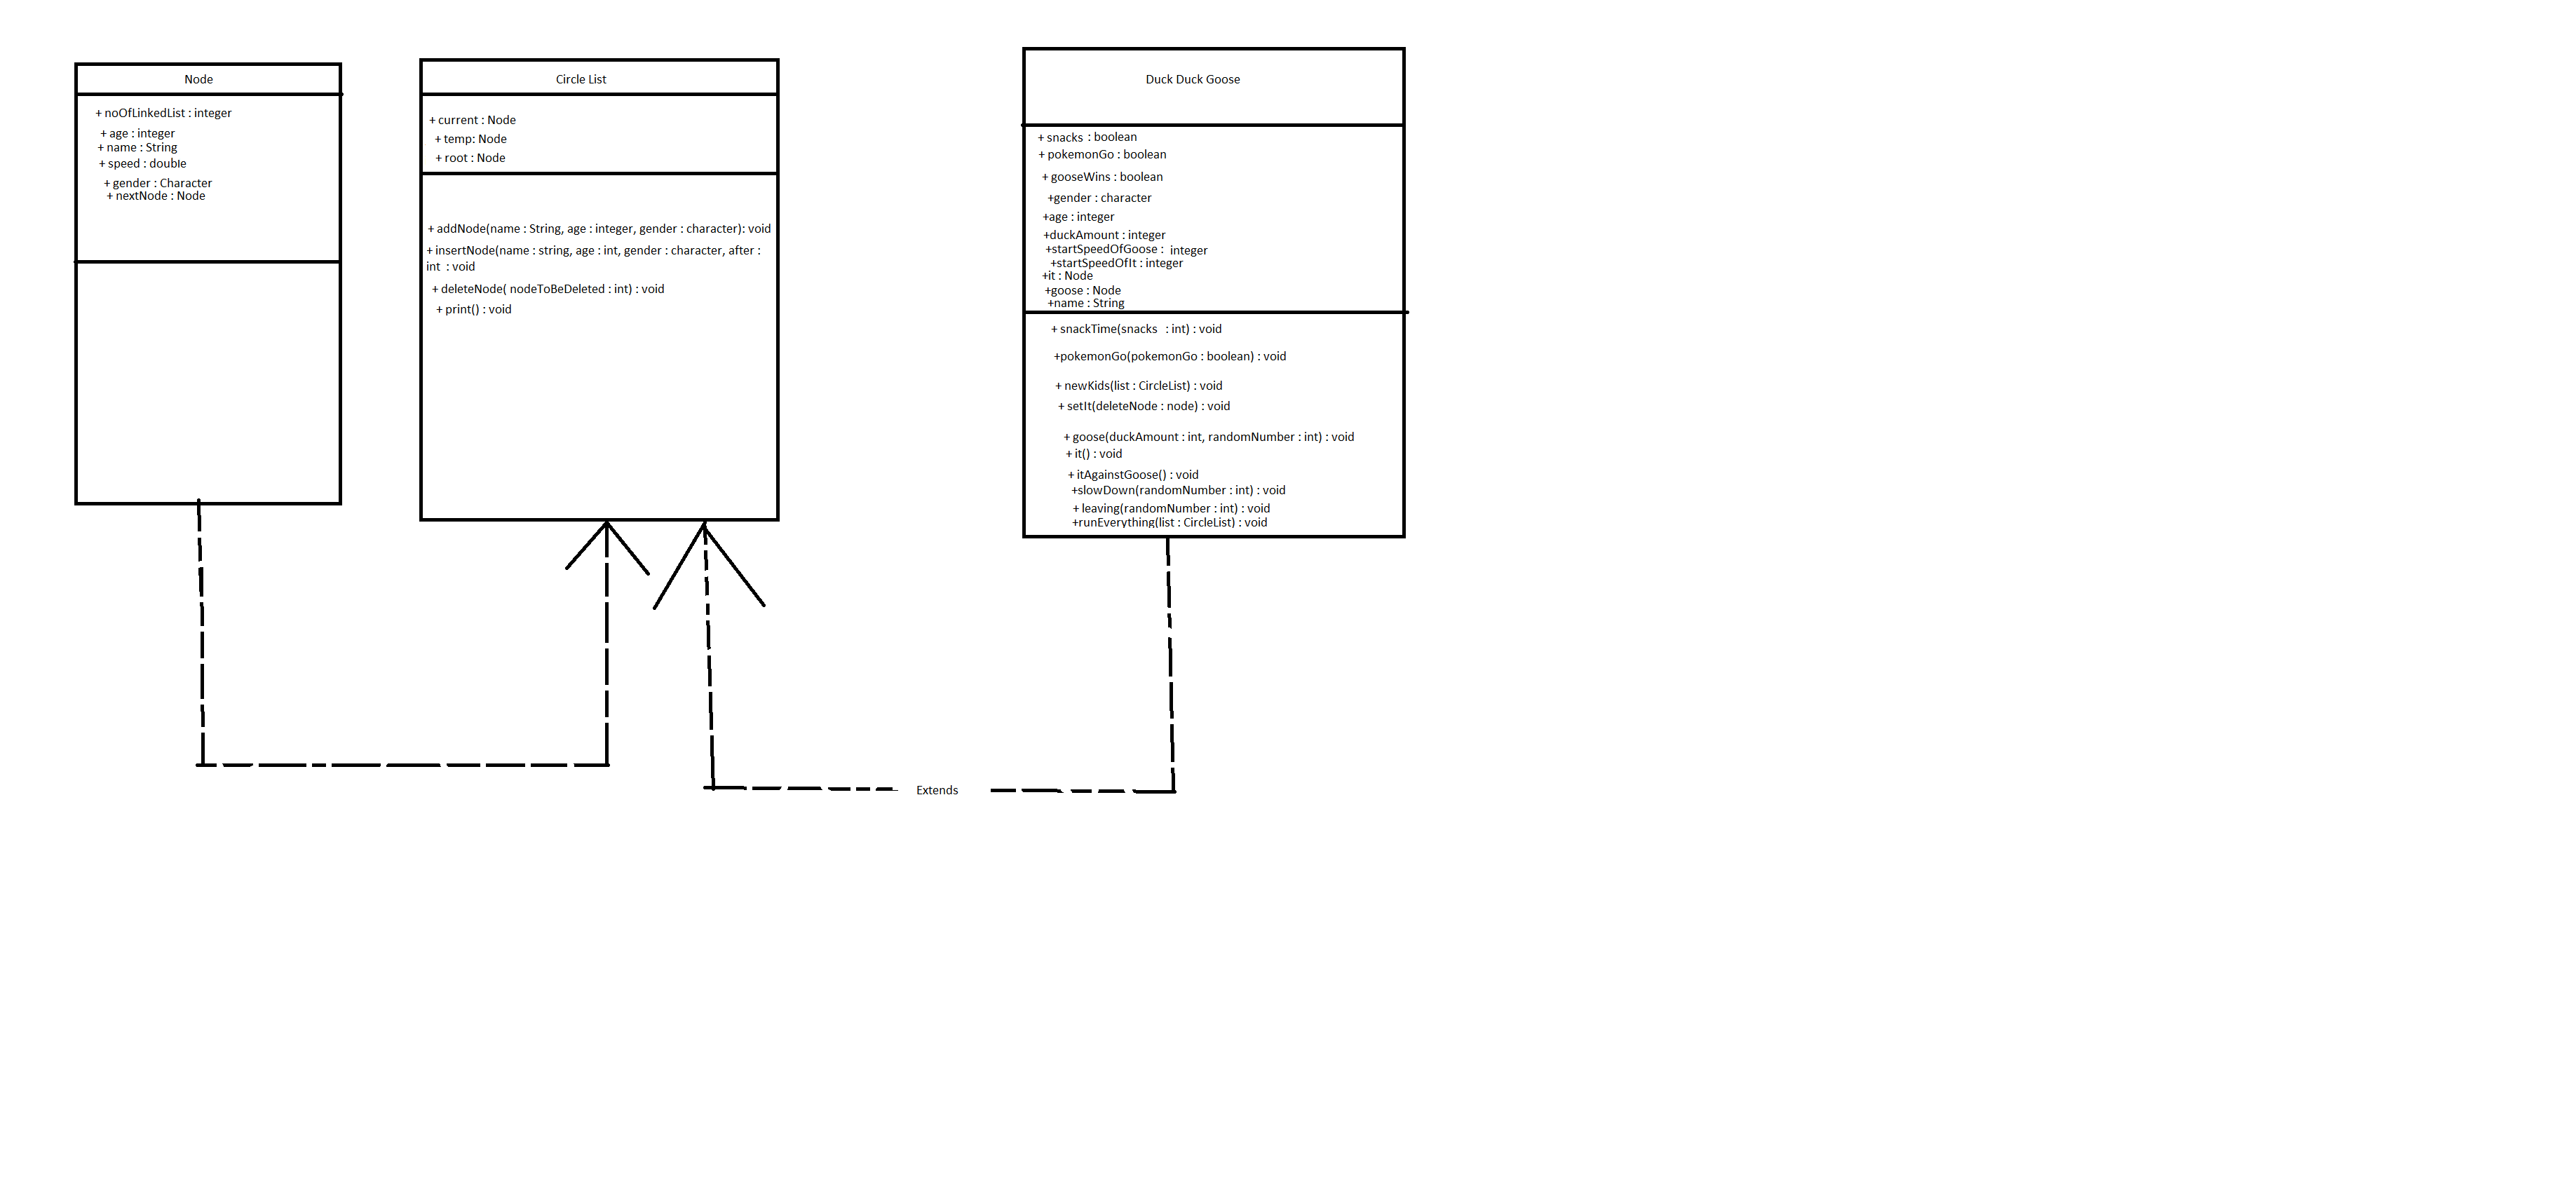 Node
+ noOfLinkedList : integer
+ age : integer
+ name : String
+ speed : double
+ gender : Character
+ nextNode : Node
Circle List
+ current : Node
+ temp: Node
+ root : Node
+ addNode(name : String, age : integer, gender : character): void
+ insertNode(name : string, age : int, gender : character, after :
int : void
+ deleteNode( nodeToBeDeleted : int) : void
+ print() : void
Duck Duck Goose
+ snacks : boolean
+ pokemonGo : boolean
+ gooseWins : boolean
+gender : character
+age : integer
+duckAmount : integer
+startSpeedOfGoose : integer
+startSpeedOfIt : integer
+it : Node
+goose : Node
+name : String
+ snackTime(snacks : int) : void
+pokemonGo(pokemonGo : boolean) : void
+ newKids(list : CircleList) : void
+ setIt(deleteNode : node) : void
+ goose(duckAmount : int, randomNumber : int) : void
+ it() : void
+ itAgainstGoose() : void
+slowDown(randomNumber : int) : void
+ leaving(randomNumber : int) : void
+runEverything(list : CircleList) : void
Extends